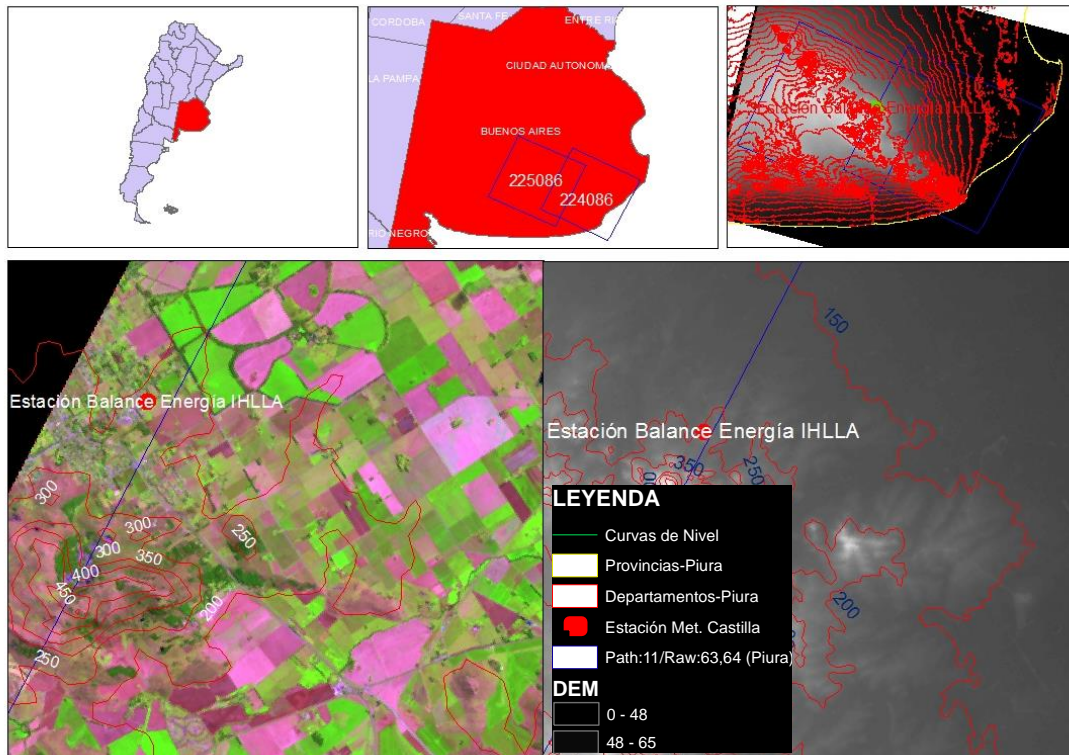 CORDOBA
SANTA FE
ENTRE RI
LA PAMPA
CIUDAD AUTONOMA
BUENOS AIRES
225086
224086
RIO NEGRO
Estación Balance Energía IHLLA
Estación Balance Energía IHLLA
300
300
300
350
400
450
250
200
250
150
Estación Balance Energía IHLLA
350
250
200
LEYENDA
Curvas de Nivel
Provincias-Piura
Departamentos-Piura
Estación Met. Castilla
Path:11/Raw:63,64 (Piura)
DEM
0 - 48
48 - 65